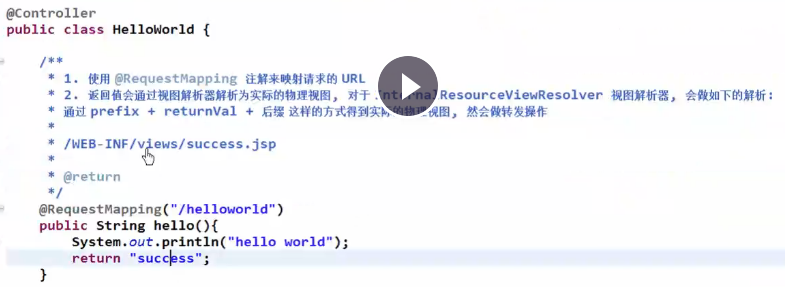 @Controller
public class HelloWorld {
/**
* 1. 使用 @RequestMapping 注解来映射请求的 URL
* 2. 返回值会通过视图解析器解析为实际的物理视图, 对于 InternalResourceViewResolver 视图解析器, 会做如下的解析:
* 通过 prefix + returnVal + 后缀 这样的方式得到实际的物理视图, 然会做转发操作
*
* /WEB-INF/views/success.jsp
*
* @return
*/
@RequestMapping("/helloworld")
public String hello(){
System.out.println("hello world");
return "success";
}